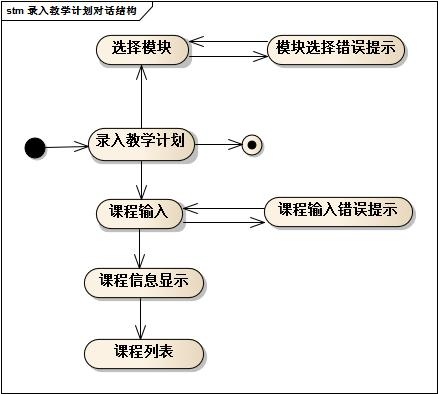 stm 录入教学计划对话结构
选择模块
模块选择错误提示
录入教学计划
课程输入
课程输入错误提示
课程信息显示
课程列表